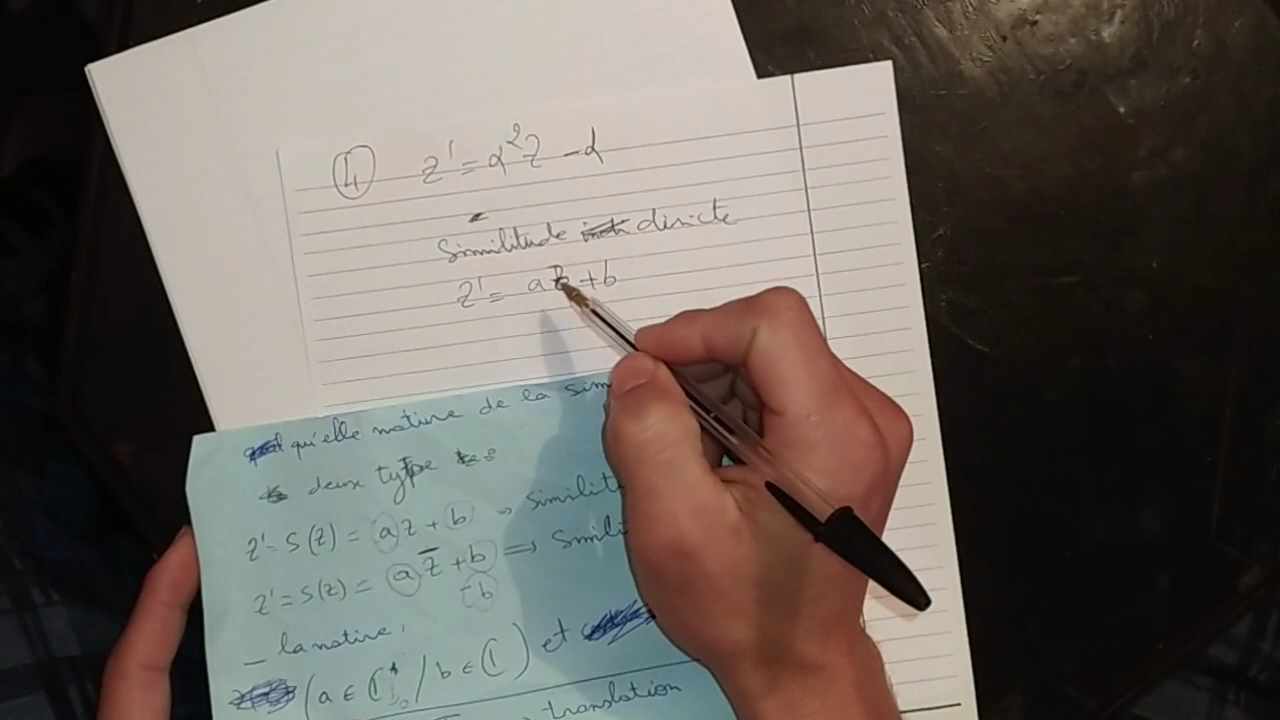 4 z' = α²z - α
Similitude directe
z' = az + b
qu'elle nature de la sim
deux type
z' = S(z) = az + b → similit
z' = S(z) = az̄ + b ⇒ simili
b
- la nature
(a ∈ ℂ* / b ∈ ℂ) et
translation